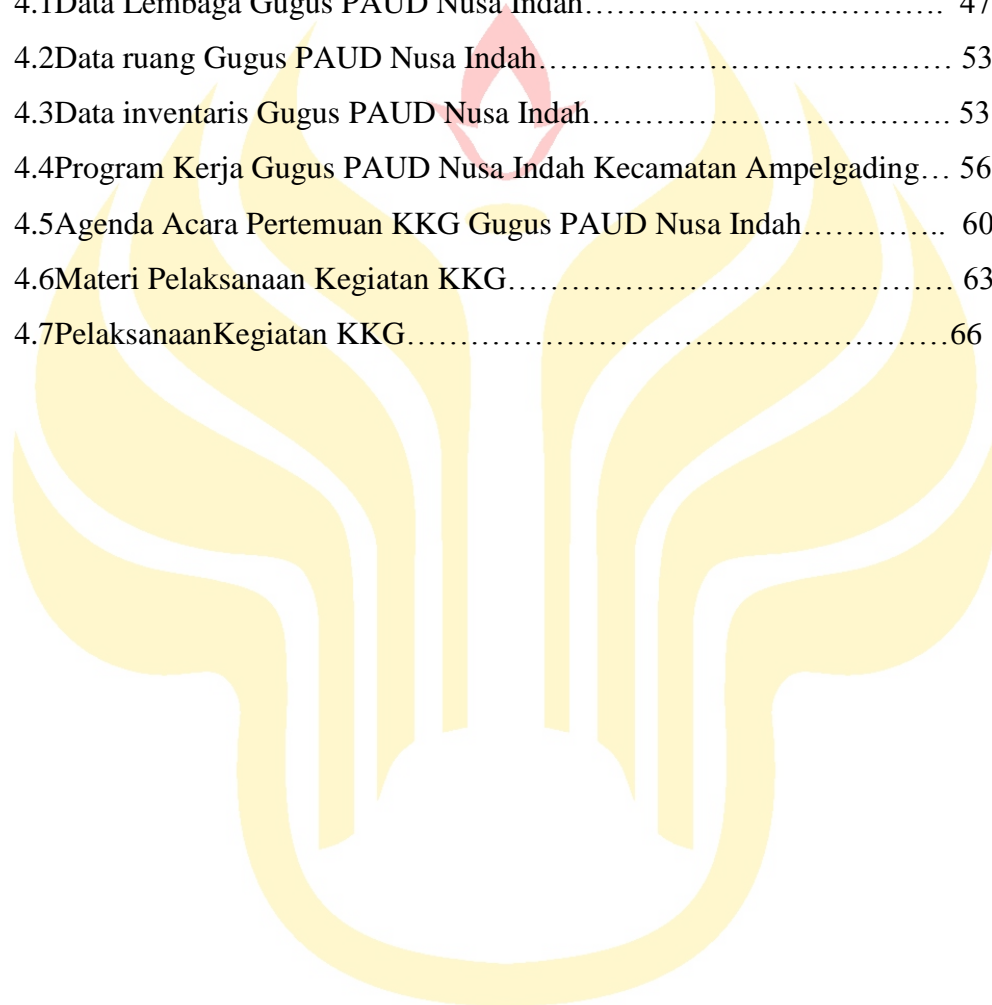 4.1Data Lembaga Gugus PAUD Nusa Indah……………………………. 47
4.2Data ruang Gugus PAUD Nusa Indah………………………………… 53
4.3Data inventaris Gugus PAUD Nusa Indah……………………………. 53
4.4Program Kerja Gugus PAUD Nusa Indah Kecamatan Ampelgading… 56
4.5Agenda Acara Pertemuan KKG Gugus PAUD Nusa Indah………….. 60
4.6Materi Pelaksanaan Kegiatan KKG…………………………………… 63
4.7PelaksanaanKegiatan KKG……………………………………………66